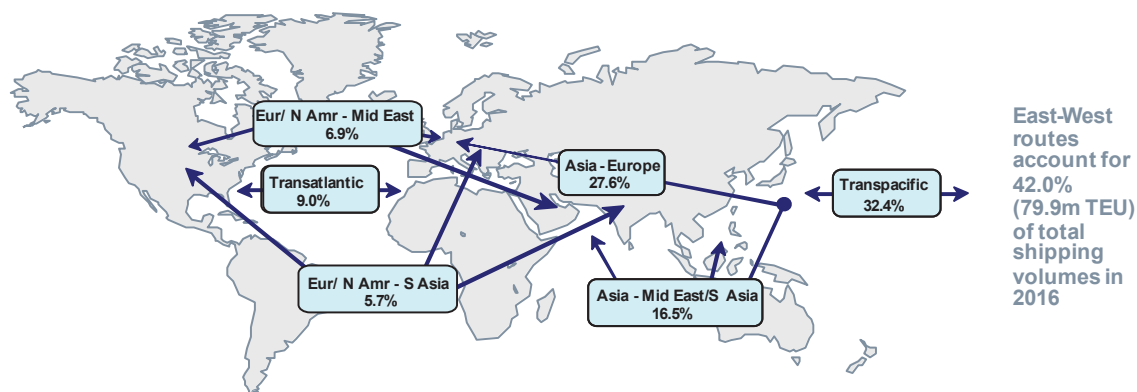 Eur/ N Amr - Mid East
6.9%
Asia - Europe
27.6%
Transatlantic
9.0%
Transpacific
32.4%
Eur/ N Amr - S Asia
5.7%
Asia - Mid East/S Asia
16.5%
East-West
routes
account for
42.0%
(79.9m TEU)
of total
shipping
volumes in
2016